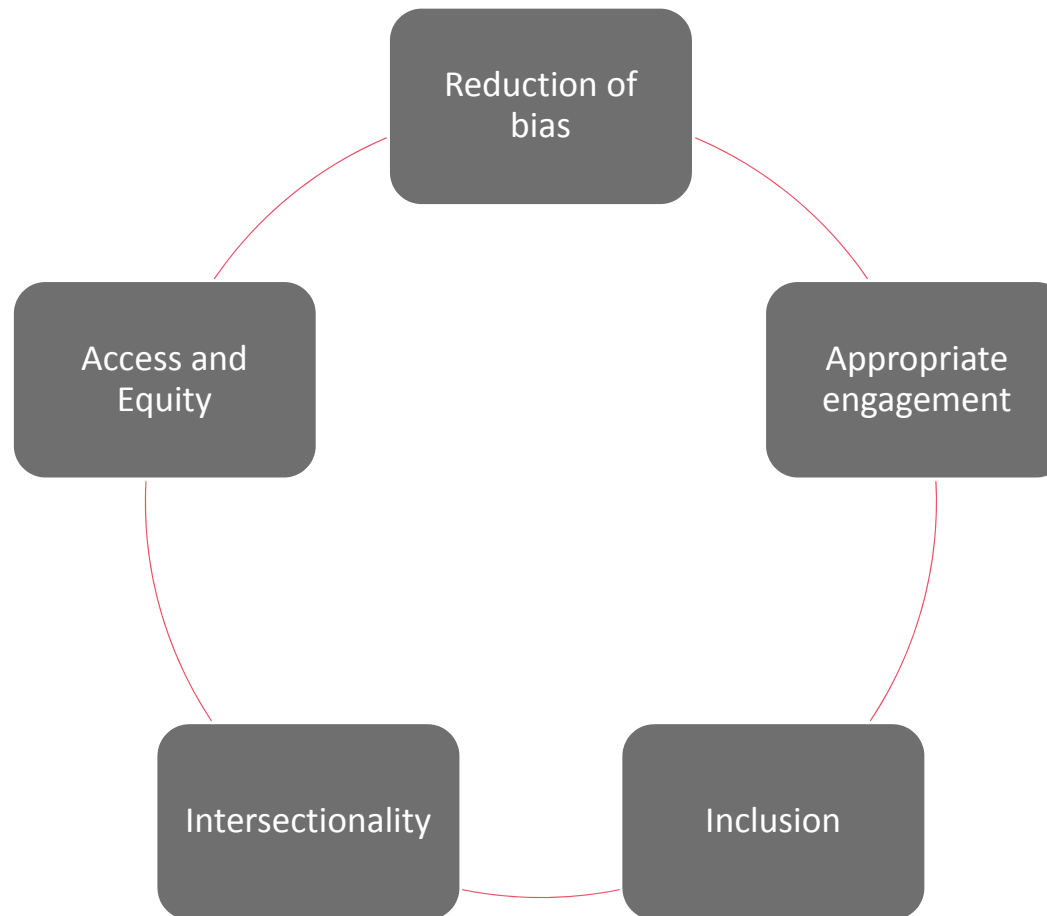 Reduction of
bias
Appropriate
engagement
Inclusion
Intersectionality
Access and
Equity